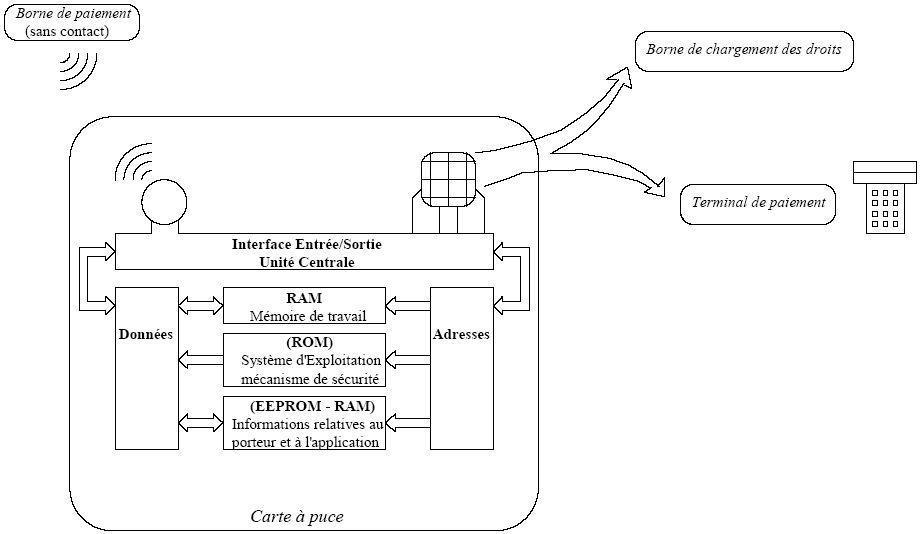 Borne de paiement
(sans contact)
Borne de chargement des droits
Terminal de paiement
Interface Entrée/Sortie
Unité Centrale
Données
RAM
Mémoire de travail
Adresses
(ROM)
Système d'Exploitation
mécanisme de sécurité
(EEPROM - RAM)
Informations relatives au
porteur et à l'application
Carte à puce